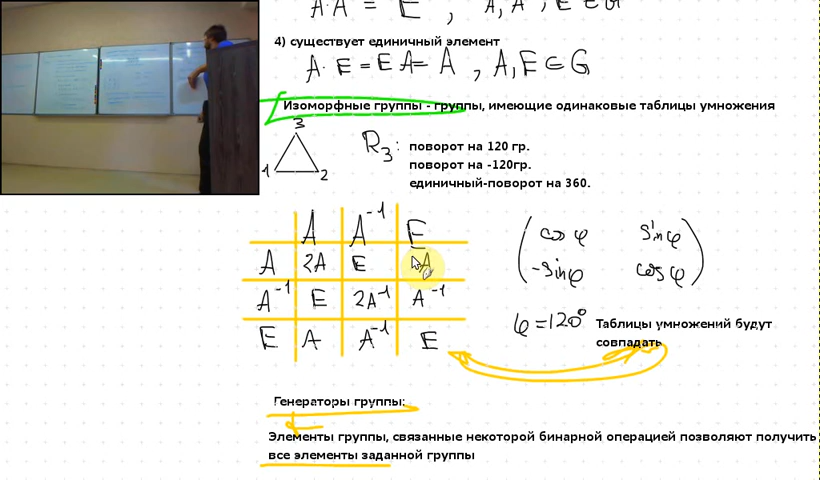 A·A = E , A, A , E ∈ G
4) существует единичный элемент
A·E = E A = A , A, E ∈ G
Изоморфные группы - группы, имеющие одинаковые таблицы умножения
3
1 2
R₃:
поворот на 120 гр.
поворот на -120гр.
единичный-поворот на 360.
A A⁻¹ E
A 2A E A
A⁻¹ E 2A⁻¹ A⁻¹
E A A⁻¹ E
cos φ sin φ
-sin φ cos φ
φ = 120°
Таблицы умножений будут
совпадать
Генераторы группы:
Элементы группы, связанные некоторой бинарной операцией позволяют получить
все элементы заданной группы